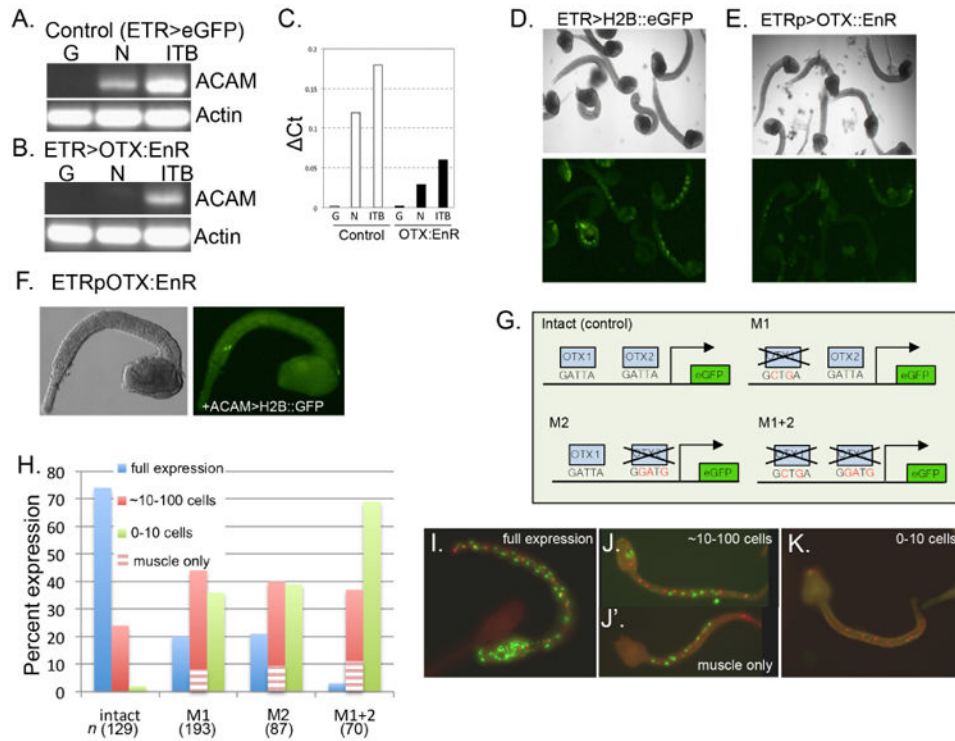 A.
Control (ETR>eGFP)
G N ITB
ACAM
Actin
B.
ETR>OTX:EnR
G N ITB
ACAM
Actin
C.
ΔCt
0.2
0.15
0.1
0.05
0
G N ITB G N ITB
Control OTX:EnR
D.
ETR>H2B::eGFP
E.
ETRp>OTX::EnR
F.
ETRpOTX:EnR
+ACAM>H2B::GFP
G.
Intact (control)
OTX1 OTX2
GATTA GATTA
eGFP
M1
OTX2
GCTGA GATTA
eGFP
M2
OTX1
GATTA GGATG
eGFP
M1+2
GCTGA GGATG
eGFP
H.
Percent expression
80
70
60
50
40
30
20
10
0
full expression
~10-100 cells
0-10 cells
muscle only
intact M1 M2 M1+2
n (129) (193) (87) (70)
I.
full expression
J.
~10-100 cells
J'.
muscle only
K.
0-10 cells